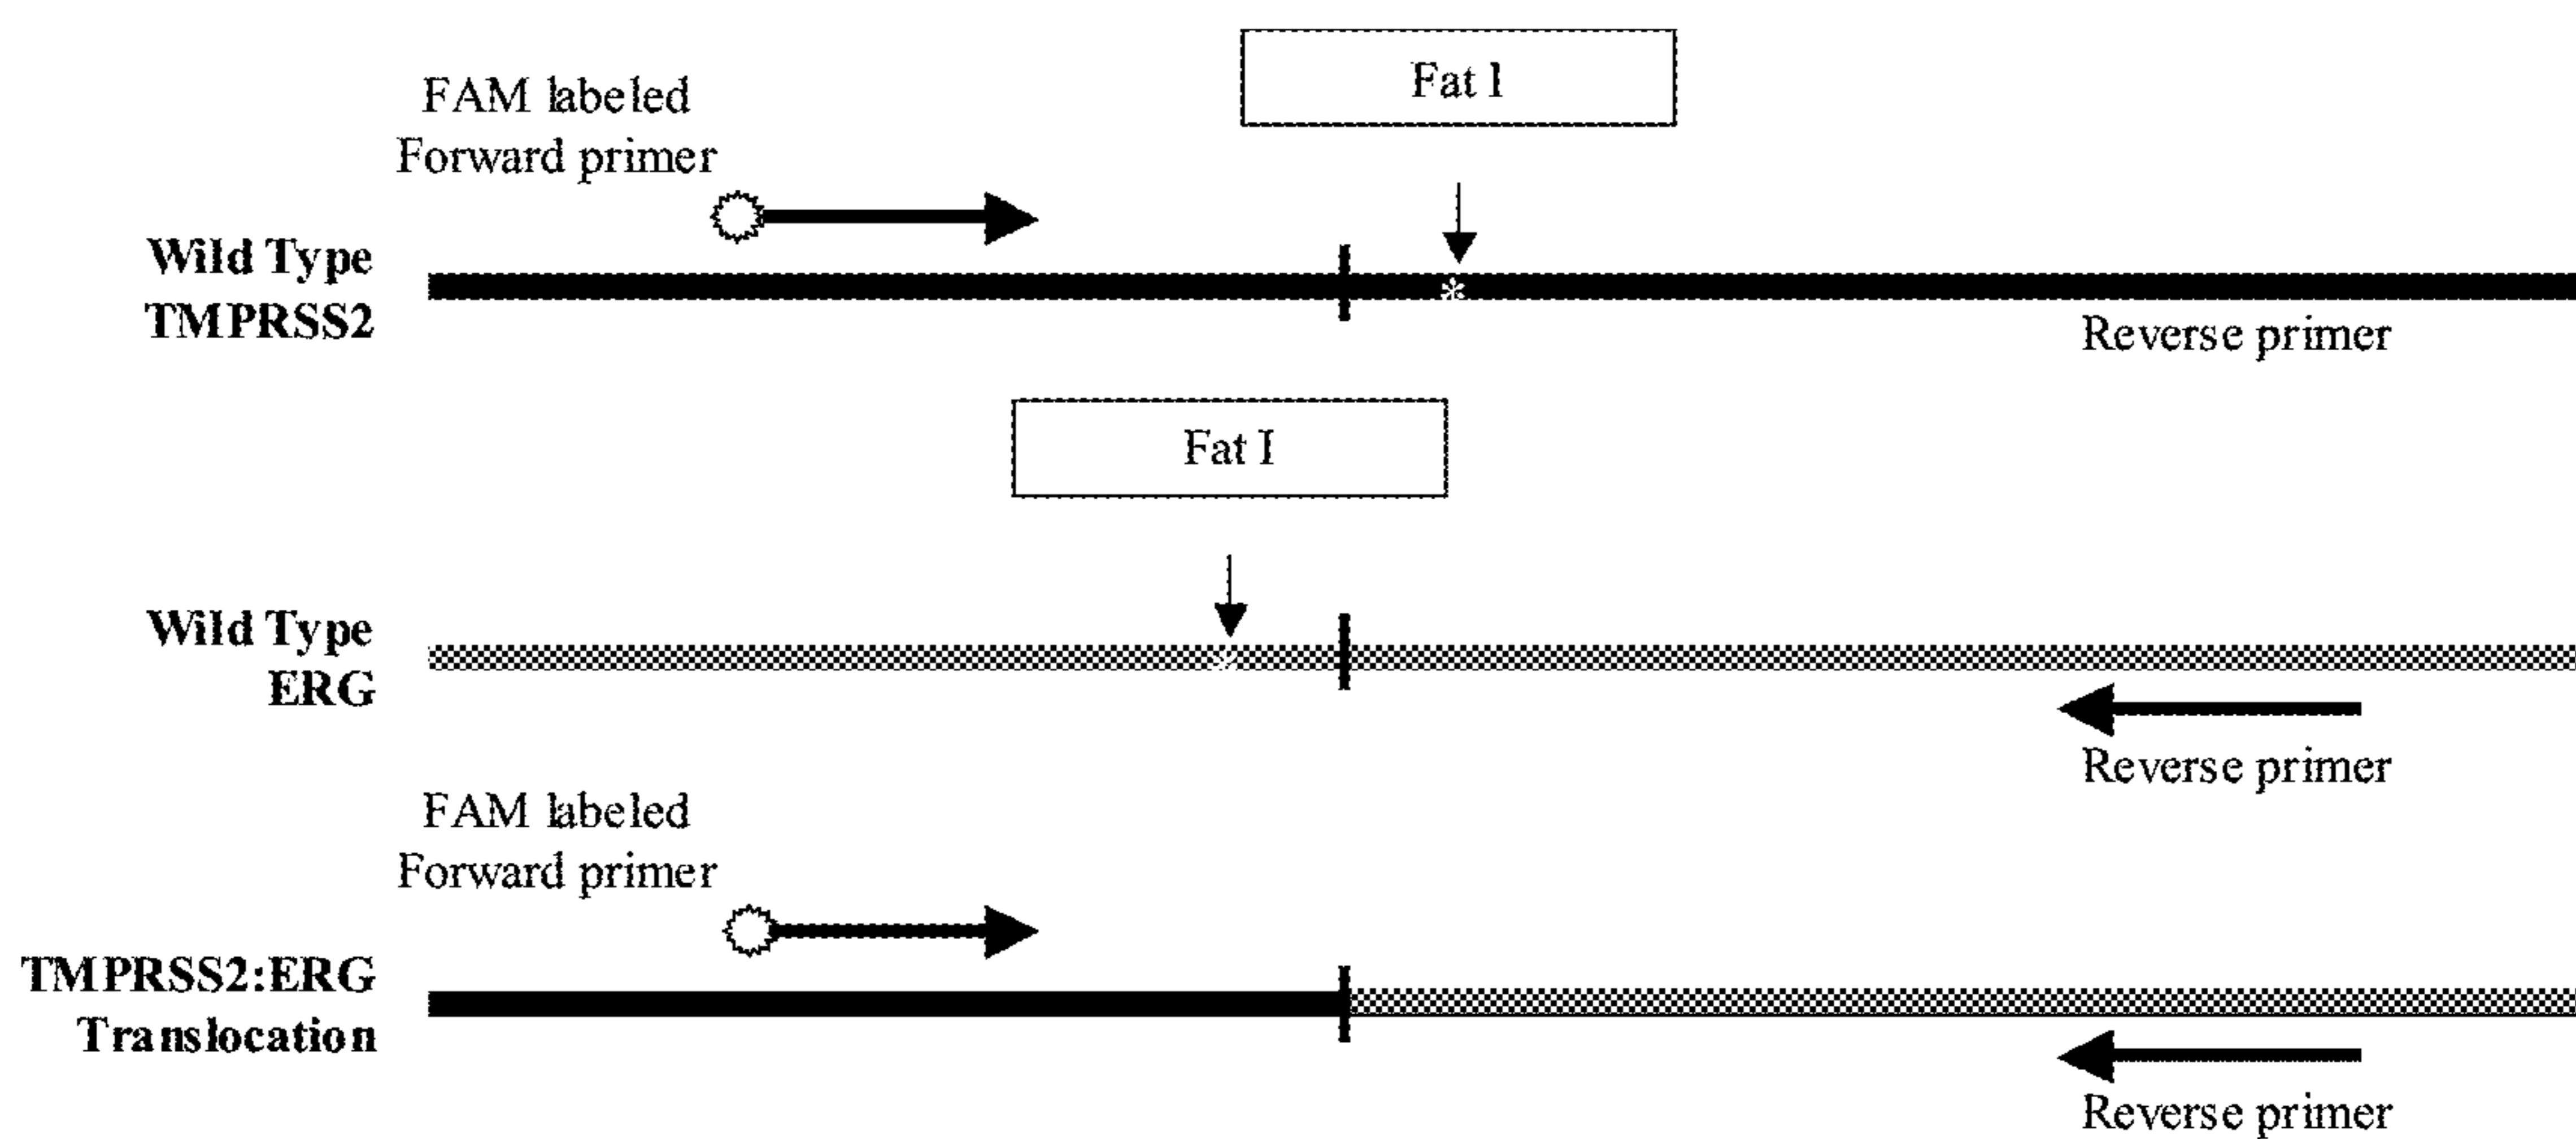 Fat I
FAM labeled
Forward primer
Wild Type
TMPRSS2
*
Reverse primer
Fat I
Wild Type
ERG
*
Reverse primer
FAM labeled
Forward primer
TMPRSS2:ERG
Translocation
Reverse primer